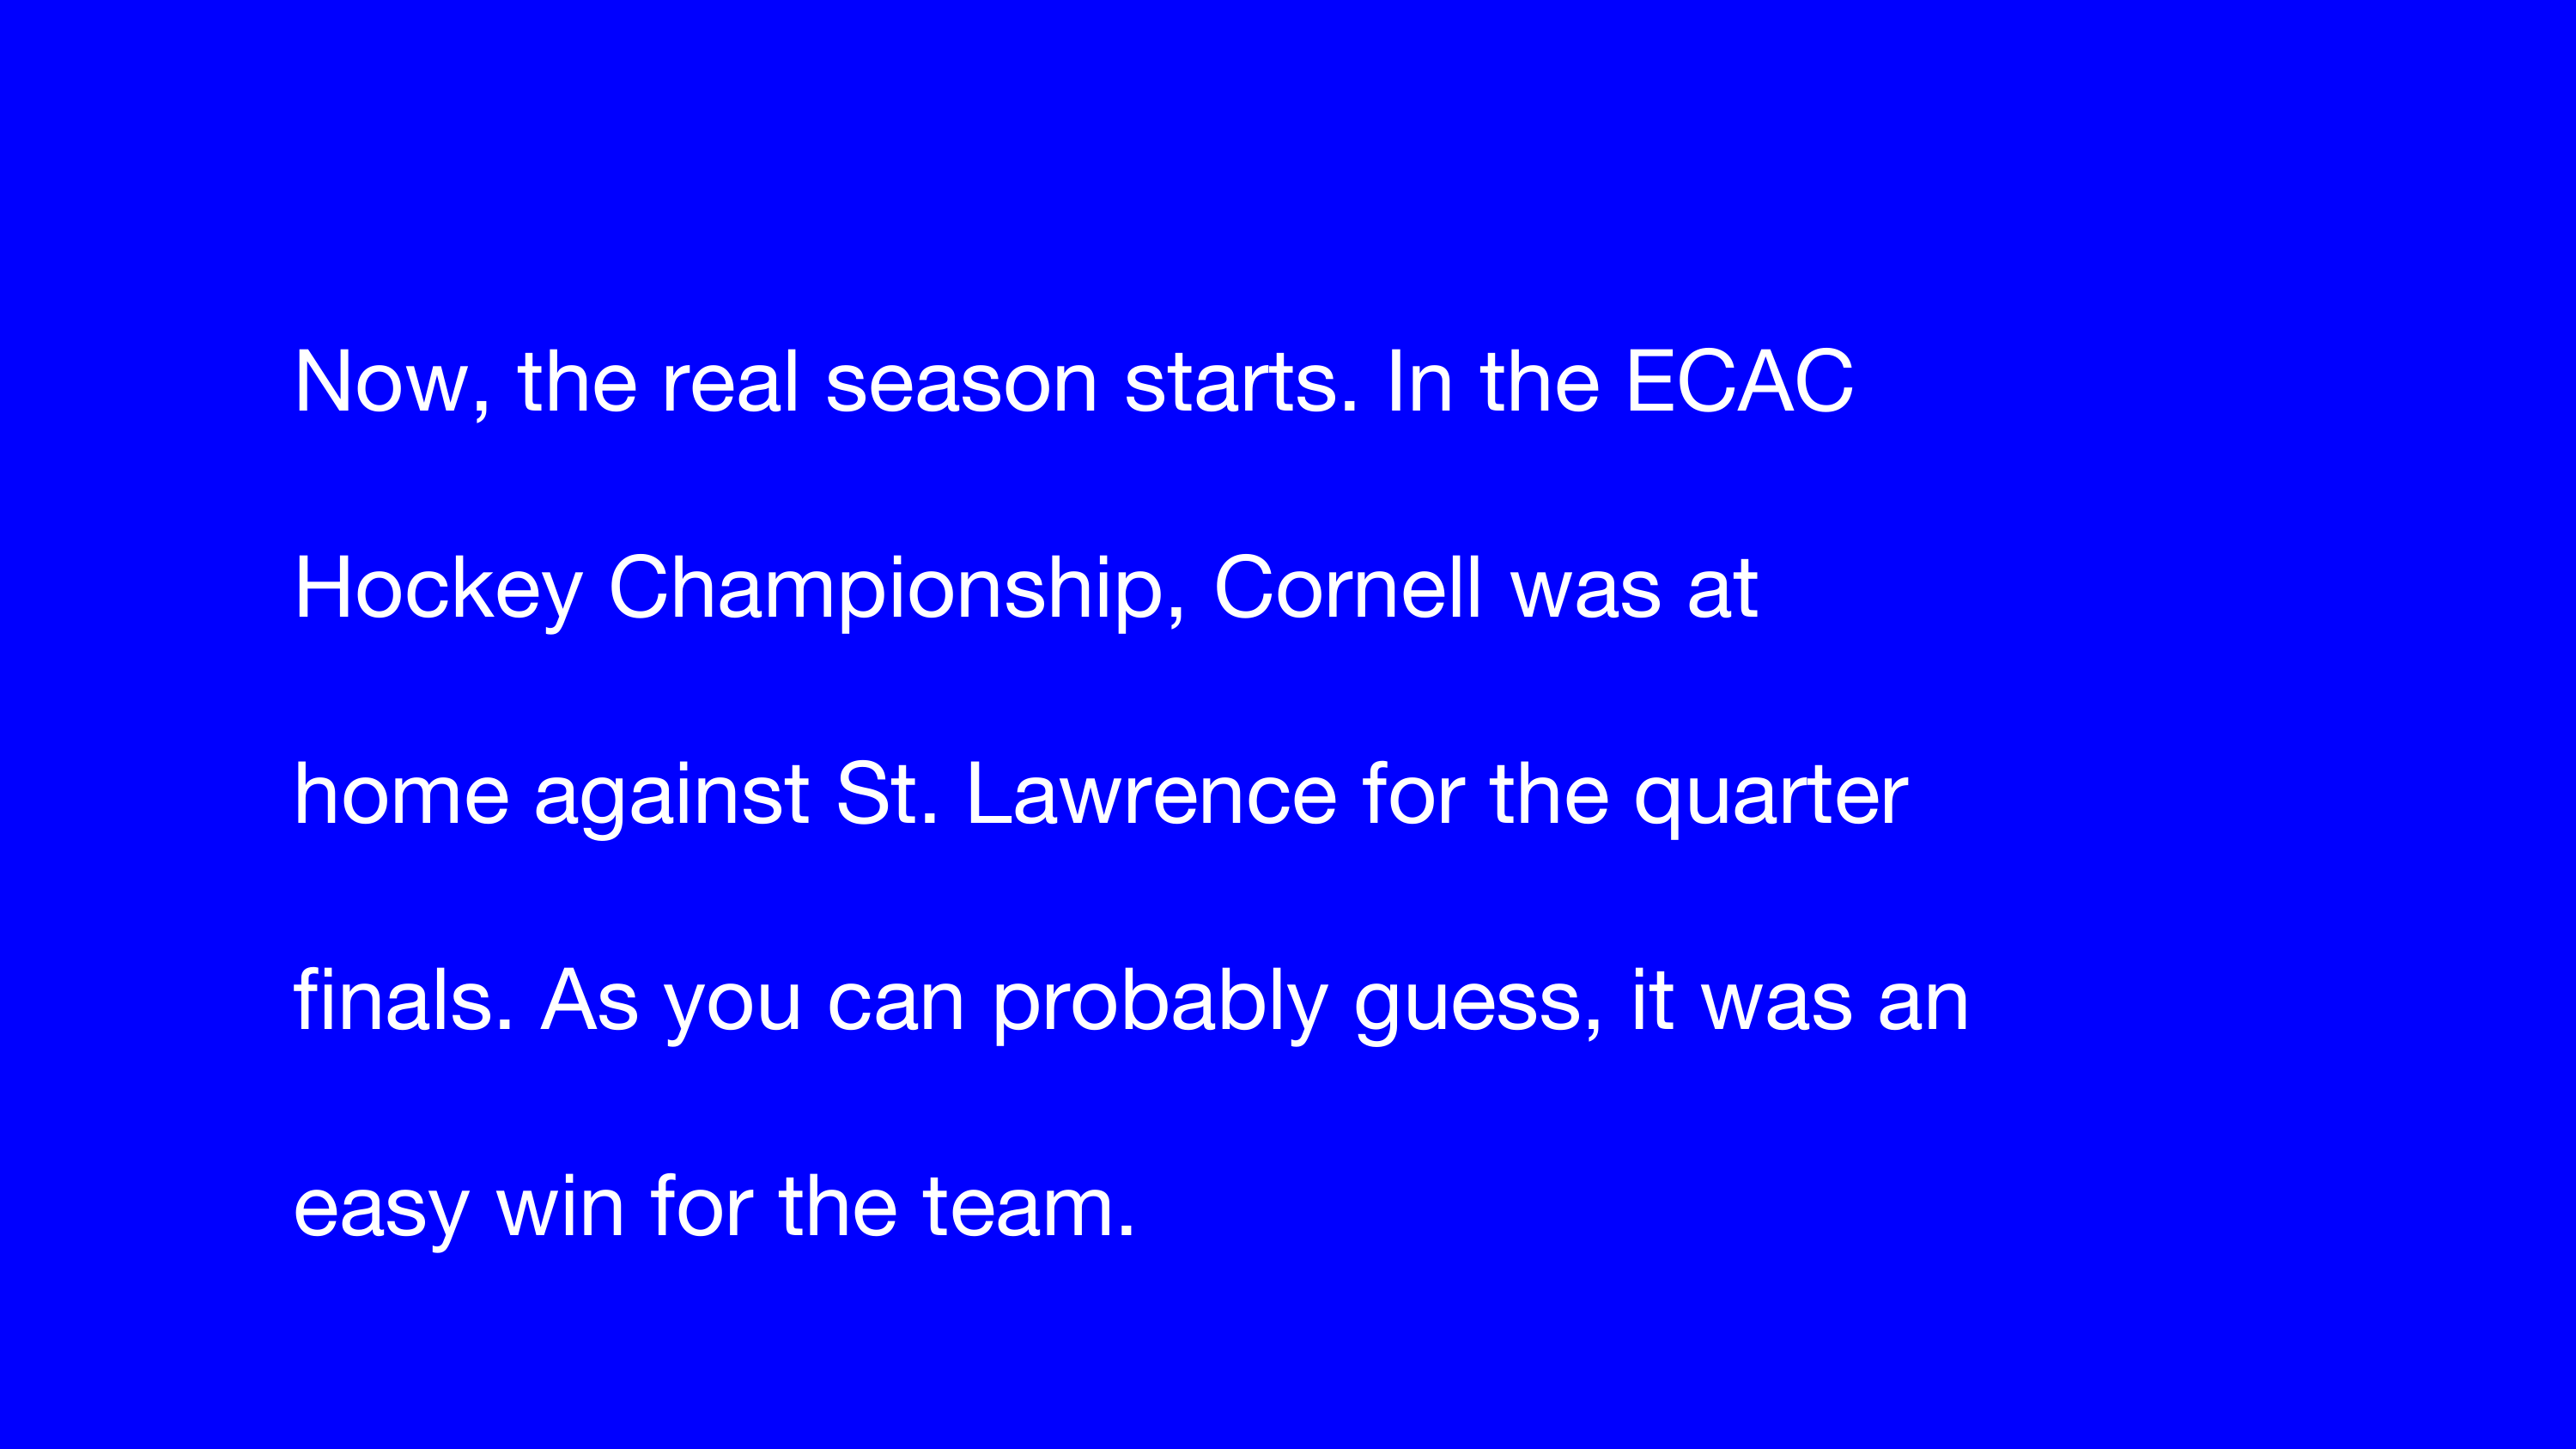 Now, the real season starts. In the ECAC
Hockey Championship, Cornell was at
home against St. Lawrence for the quarter
finals. As you can probably guess, it was an
easy win for the team.